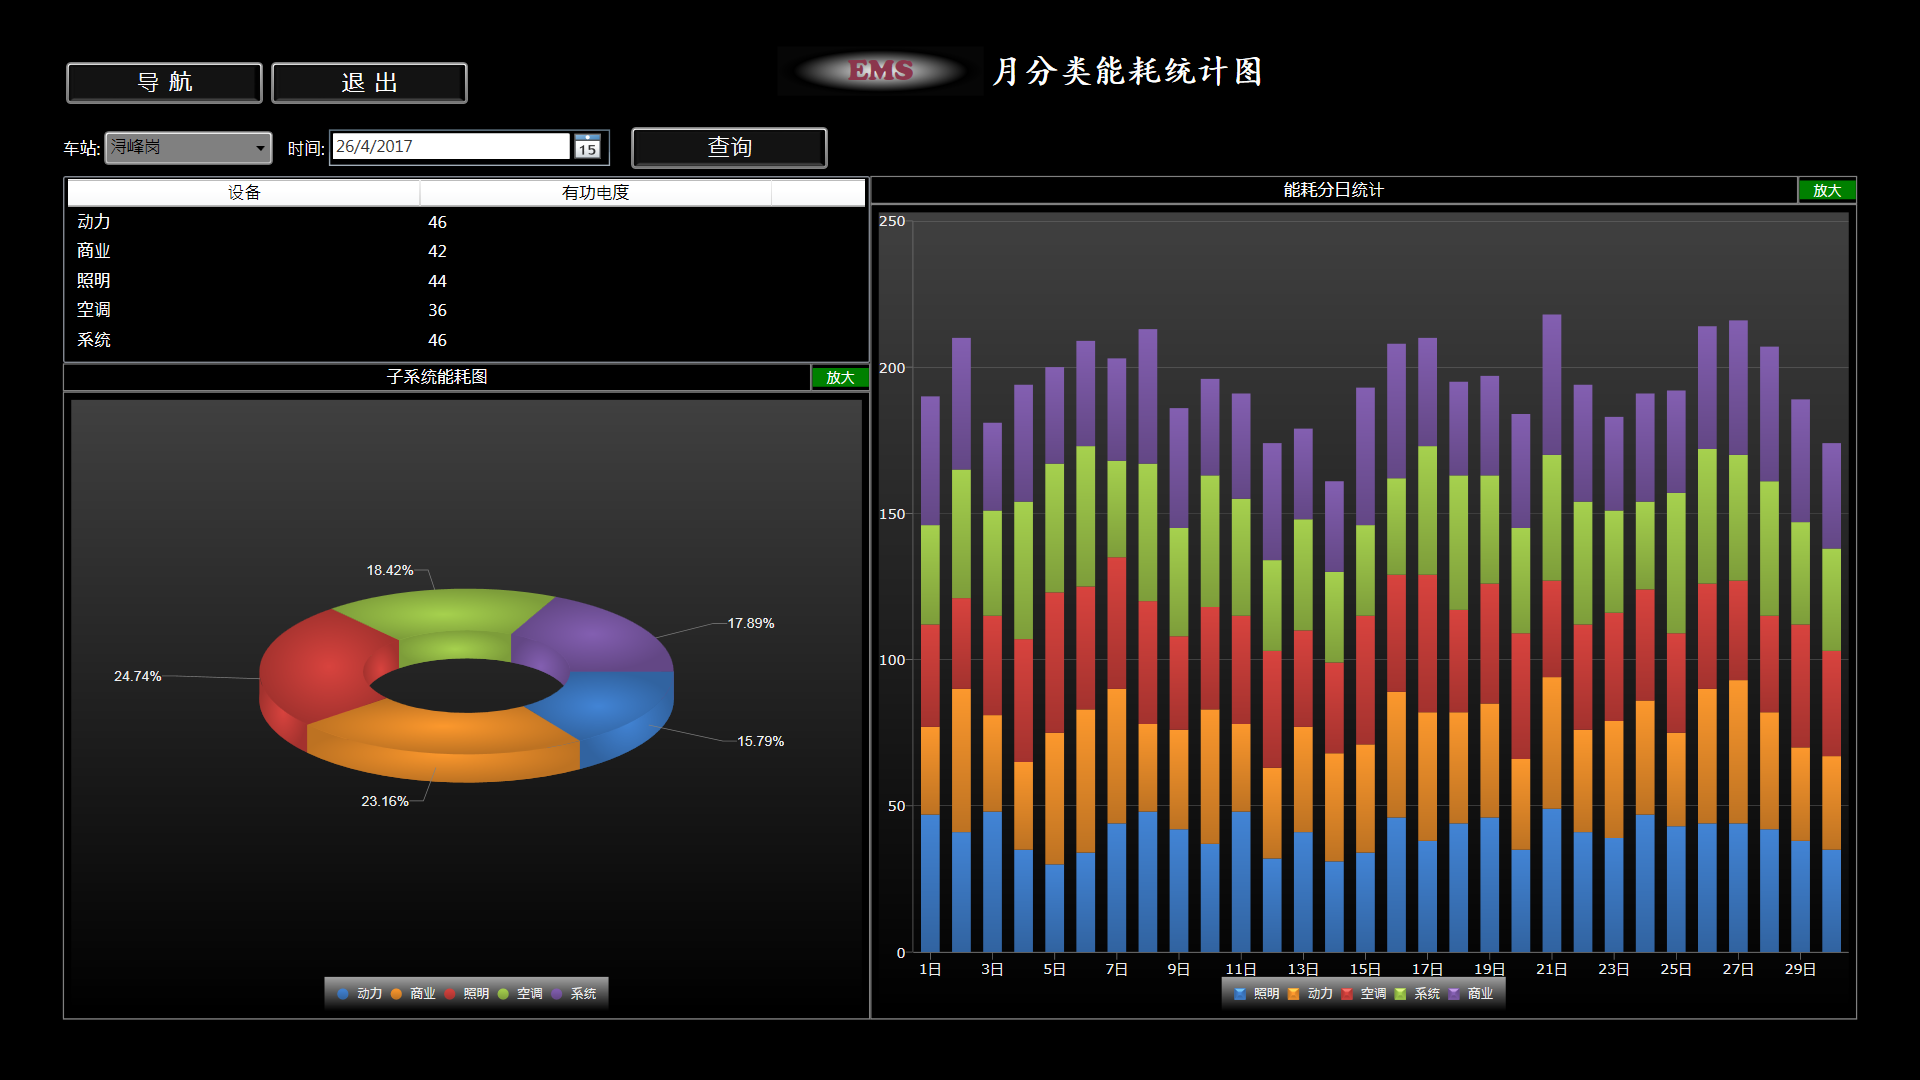 EMS 月分类能耗统计图
导航 退出
车站: 浔峰岗 时间: 26/4/2017 15 查询
设备 有功电度
动力 46
商业 42
照明 44
空调 36
系统 46
子系统能耗图 放大
18.42%
17.89%
24.74%
15.79%
23.16%
动力 商业 照明 空调 系统
能耗分日统计 放大
250
200
150
100
50
0
1日 3日 5日 7日 9日 11日 13日 15日 17日 19日 21日 23日 25日 27日 29日
照明 动力 空调 系统 商业